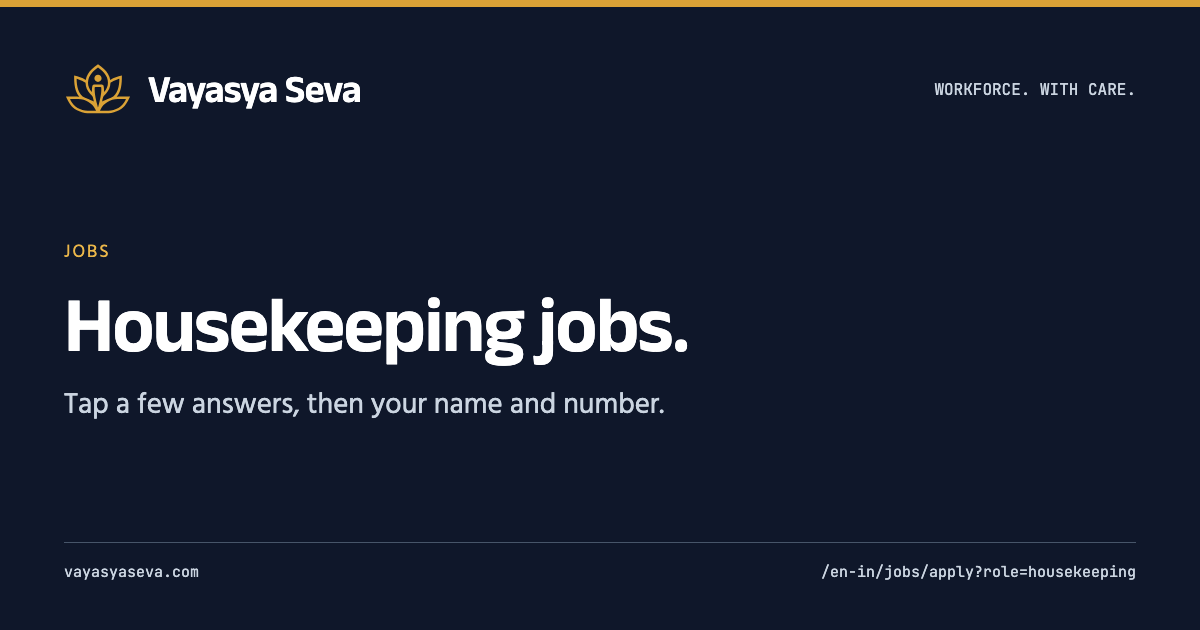 Vayasya Seva
WORKFORCE. WITH CARE.
JOBS
Housekeeping jobs.
Tap a few answers, then your name and number.
vayasyaseva.com
/en-in/jobs/apply?role=housekeeping